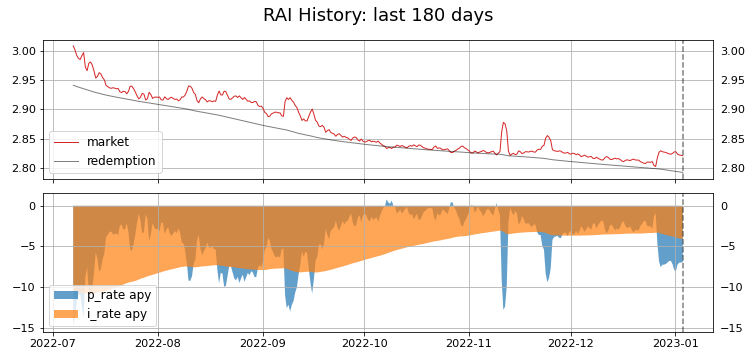 RAI History: last 180 days
3.00 3.00
2.95 2.95
2.90 2.90
2.85 2.85
2.80 2.80
market
redemption
0 0
−5 −5
−10 −10
−15 −15
p_rate apy
i_rate apy
2022-07 2022-08 2022-09 2022-10 2022-11 2022-12 2023-01